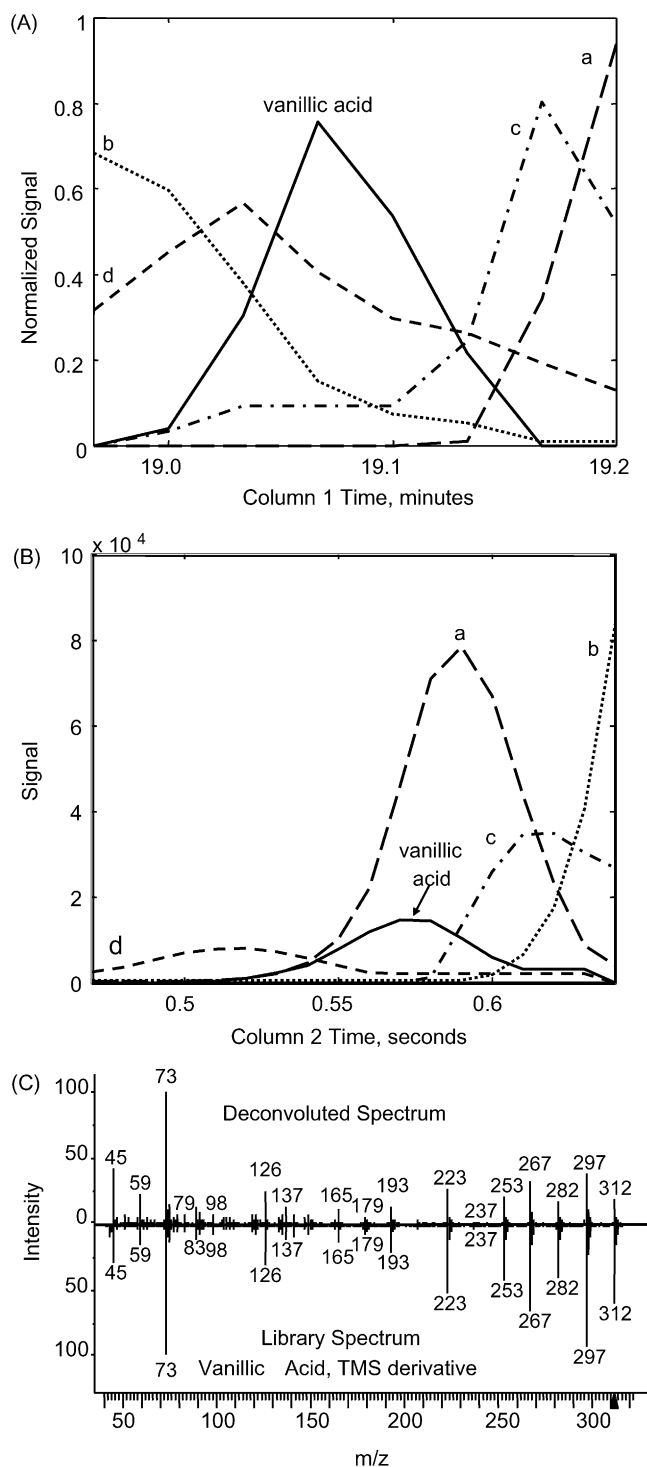 (A)
1
0.8
0.6
0.4
0.2
0
Normalized Signal
vanillic acid
a
b
c
d
19.0 19.1 19.2
Column 1 Time, minutes
(B)
x 10 4
10
8
6
4
2
0
Signal
a
b
c
vanillic
acid
d
0.5 0.55 0.6
Column 2 Time, seconds
(C)
100
50
0
50
100
Intensity
73
Deconvoluted Spectrum
45 59 79 98 126 137 165 179 193 223 237 253 267 282 297 312
45 59 83 98 126 137 165 179 193 223 237 253 267 282 297 312
73
Library Spectrum
Vanillic Acid, TMS derivative
50 100 150 200 250 300
m/z